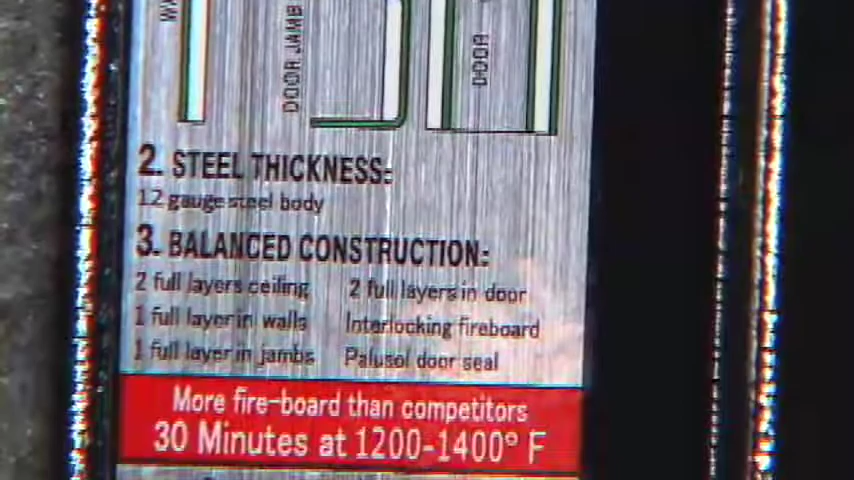 DOOR JAMB
DOOR
2. STEEL THICKNESS:
12 gauge steel body
3. BALANCED CONSTRUCTION:
2 full layers ceiling 2 full layers in door
1 full layer in walls Interlocking fireboard
1 full layer in jambs Palusol door seal
More fire-board than competitors
30 Minutes at 1200-1400° F